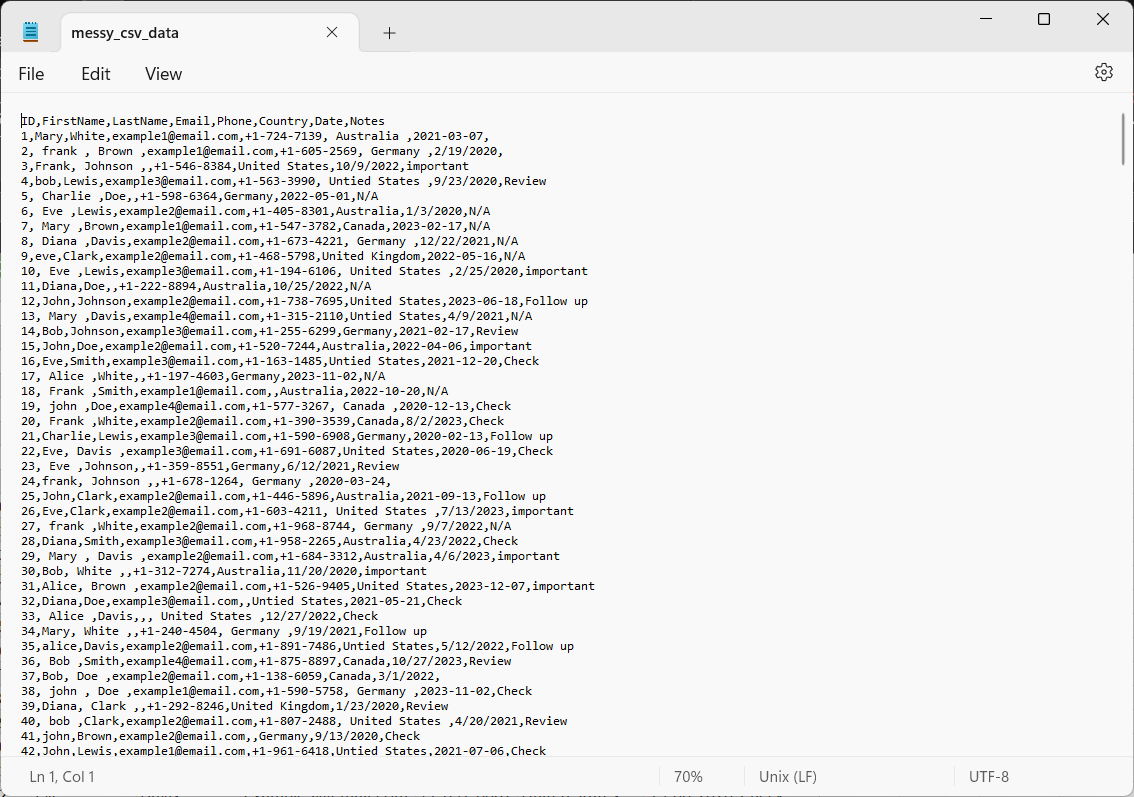 messy_csv_data
File Edit View
ID,FirstName,LastName,Email,Phone,Country,Date,Notes
1,Mary,White,example1@email.com,+1-724-7139, Australia ,2021-03-07,
2, frank , Brown ,example1@email.com,+1-605-2569, Germany ,2/19/2020,
3,Frank, Johnson ,,+1-546-8384,United States,10/9/2022,important
4,bob,Lewis,example3@email.com,+1-563-3990, Untied States ,9/23/2020,Review
5, Charlie ,Doe,,+1-598-6364,Germany,2022-05-01,N/A
6, Eve ,Lewis,example2@email.com,+1-405-8301,Australia,1/3/2020,N/A
7, Mary ,Brown,example1@email.com,+1-547-3782,Canada,2023-02-17,N/A
8, Diana ,Davis,example2@email.com,+1-673-4221, Germany ,12/22/2021,N/A
9,eve,Clark,example2@email.com,+1-468-5798,United Kingdom,2022-05-16,N/A
10, Eve ,Lewis,example3@email.com,+1-194-6106, United States ,2/25/2020,important
11,Diana,Doe,,+1-222-8894,Australia,10/25/2022,N/A
12,John,Johnson,example2@email.com,+1-738-7695,United States,2023-06-18,Follow up
13, Mary ,Davis,example4@email.com,+1-315-2110,Untied States,4/9/2021,N/A
14,Bob,Johnson,example3@email.com,+1-255-6299,Germany,2021-02-17,Review
15,John,Doe,example2@email.com,+1-520-7244,Australia,2022-04-06,important
16,Eve,Smith,example3@email.com,+1-163-1485,Untied States,2021-12-20,Check
17, Alice ,White,,+1-197-4603,Germany,2023-11-02,N/A
18, Frank ,Smith,example1@email.com,,Australia,2022-10-20,N/A
19, john ,Doe,example4@email.com,+1-577-3267, Canada ,2020-12-13,Check
20, Frank ,White,example2@email.com,+1-390-3539,Canada,8/2/2023,Check
21,Charlie,Lewis,example3@email.com,+1-590-6908,Germany,2020-02-13,Follow up
22,Eve, Davis ,example3@email.com,+1-691-6087,United States,2020-06-19,Check
23, Eve ,Johnson,,+1-359-8551,Germany,6/12/2021,Review
24,frank, Johnson ,,+1-678-1264, Germany ,2020-03-24,
25,John,Clark,example2@email.com,+1-446-5896,Australia,2021-09-13,Follow up
26,Eve,Clark,example2@email.com,+1-603-4211, United States ,7/13/2023,important
27, frank ,White,example2@email.com,+1-968-8744, Germany ,9/7/2022,N/A
28,Diana,Smith,example3@email.com,+1-958-2265,Australia,4/23/2022,Check
29, Mary , Davis ,example2@email.com,+1-684-3312,Australia,4/6/2023,important
30,Bob, White ,,+1-312-7274,Australia,11/20/2020,important
31,Alice, Brown ,example2@email.com,+1-526-9405,United States,2023-12-07,important
32,Diana,Doe,example3@email.com,,Untied States,2021-05-21,Check
33, Alice ,Davis,,, United States ,12/27/2022,Check
34,Mary, White ,,+1-240-4504, Germany ,9/19/2021,Follow up
35,alice,Davis,example2@email.com,+1-891-7486,Untied States,5/12/2022,Follow up
36, Bob ,Smith,example4@email.com,+1-875-8897,Canada,10/27/2023,Review
37,Bob, Doe ,example2@email.com,+1-138-6059,Canada,3/1/2022,
38, john , Doe ,example1@email.com,+1-590-5758, Germany ,2023-11-02,Check
39,Diana, Clark ,,+1-292-8246,United Kingdom,1/23/2020,Review
40, bob ,Clark,example2@email.com,+1-807-2488, United States ,4/20/2021,Review
41,john,Brown,example2@email.com,,Germany,9/13/2020,Check
42,John,Lewis,example1@email.com,+1-961-6418,Untied States,2021-07-06,Check
Ln 1, Col 1 70% Unix (LF) UTF-8